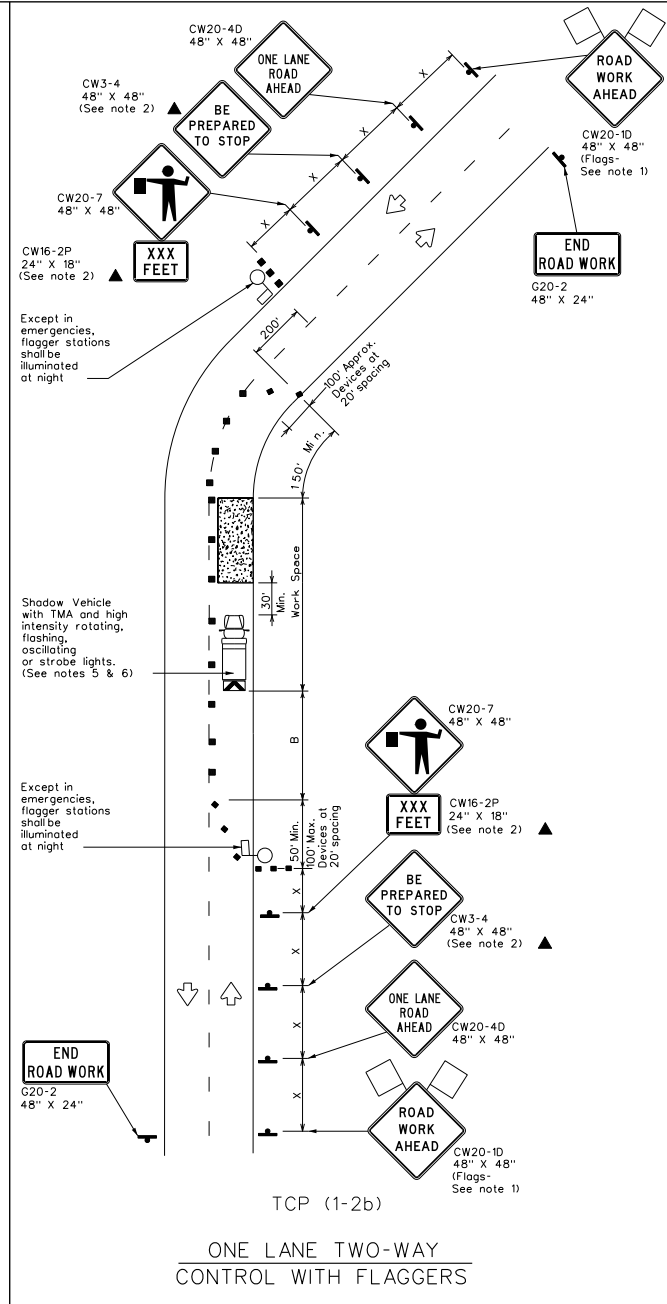 CW20-4D
48" X 48"
ONE LANE
ROAD
AHEAD
CW3-4
48" X 48"
(See note 2) ▲
BE
PREPARED
TO STOP
CW20-7
48" X 48"
CW16-2P
24" X 18"
(See note 2) ▲
XXX
FEET
X
X
X
X
ROAD
WORK
AHEAD
CW20-1D
48" X 48"
(Flags-
See note 1)
END
ROAD WORK
G20-2
48" X 24"
Except in
emergencies,
flagger stations
shall be
illuminated
at night
200'
100' Approx.
Devices at
20' spacing
150' Min.
Work Space
30'
Min.
Shadow Vehicle
with TMA and high
intensity rotating,
flashing,
oscillating
or strobe lights.
(See notes 5 & 6)
B
Except in
emergencies,
flagger stations
shall be
illuminated
at night
50' Min.
100' Max.
Devices at
20' spacing
CW20-7
48" X 48"
XXX
FEET
CW16-2P
24" X 18"
(See note 2) ▲
X
BE
PREPARED
TO STOP
CW3-4
48" X 48"
(See note 2) ▲
X
ONE LANE
ROAD
AHEAD
CW20-4D
48" X 48"
X
X
END
ROAD WORK
G20-2
48" X 24"
ROAD
WORK
AHEAD
CW20-1D
48" X 48"
(Flags-
See note 1)
TCP (1-2b)
ONE LANE TWO-WAY
CONTROL WITH FLAGGERS